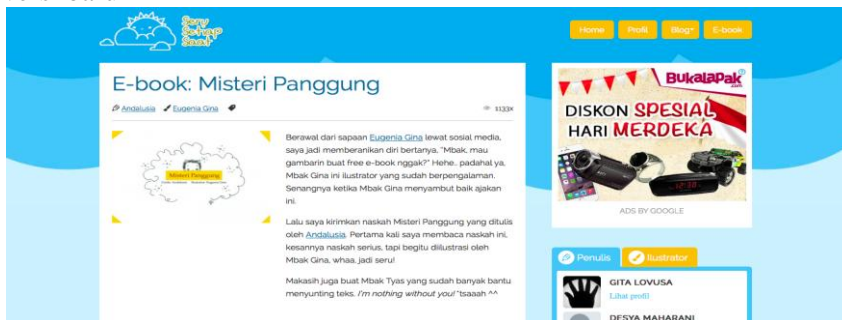 Seru
Setiap
Saat
Home
Profil
Blog
E-book
E-book: Misteri Panggung
Andalusia
Eugenia Gina
1133x
Misteri Panggung
Berawal dari sapaan Eugenia Gina lewat sosial media,
saya jadi memberanikan diri bertanya, "Mbak, mau
gambarin buat free e-book nggak?" Hehe.. padahal ya,
Mbak Gina ini ilustrator yang sudah berpengalaman.
Senangnya ketika Mbak Gina menyambut baik ajakan
ini.
Lalu saya kirimkan naskah Misteri Panggung yang ditulis
oleh Andalusia. Pertama kali saya membaca naskah ini,
kesannya naskah serius, tapi begitu diilustrasi oleh
Mbak Gina, whaa, jadi seru!
Makasih juga buat Mbak Tyas yang sudah banyak bantu
menyunting teks. I'm nothing without you! *tsaaah ^^
BukalaPak
DISKON SPESIAL
HARI MERDEKA
ADS BY GOOGLE
Penulis
Ilustrator
GITA LOVUSA
Lihat profil
DESYA MAHARANI